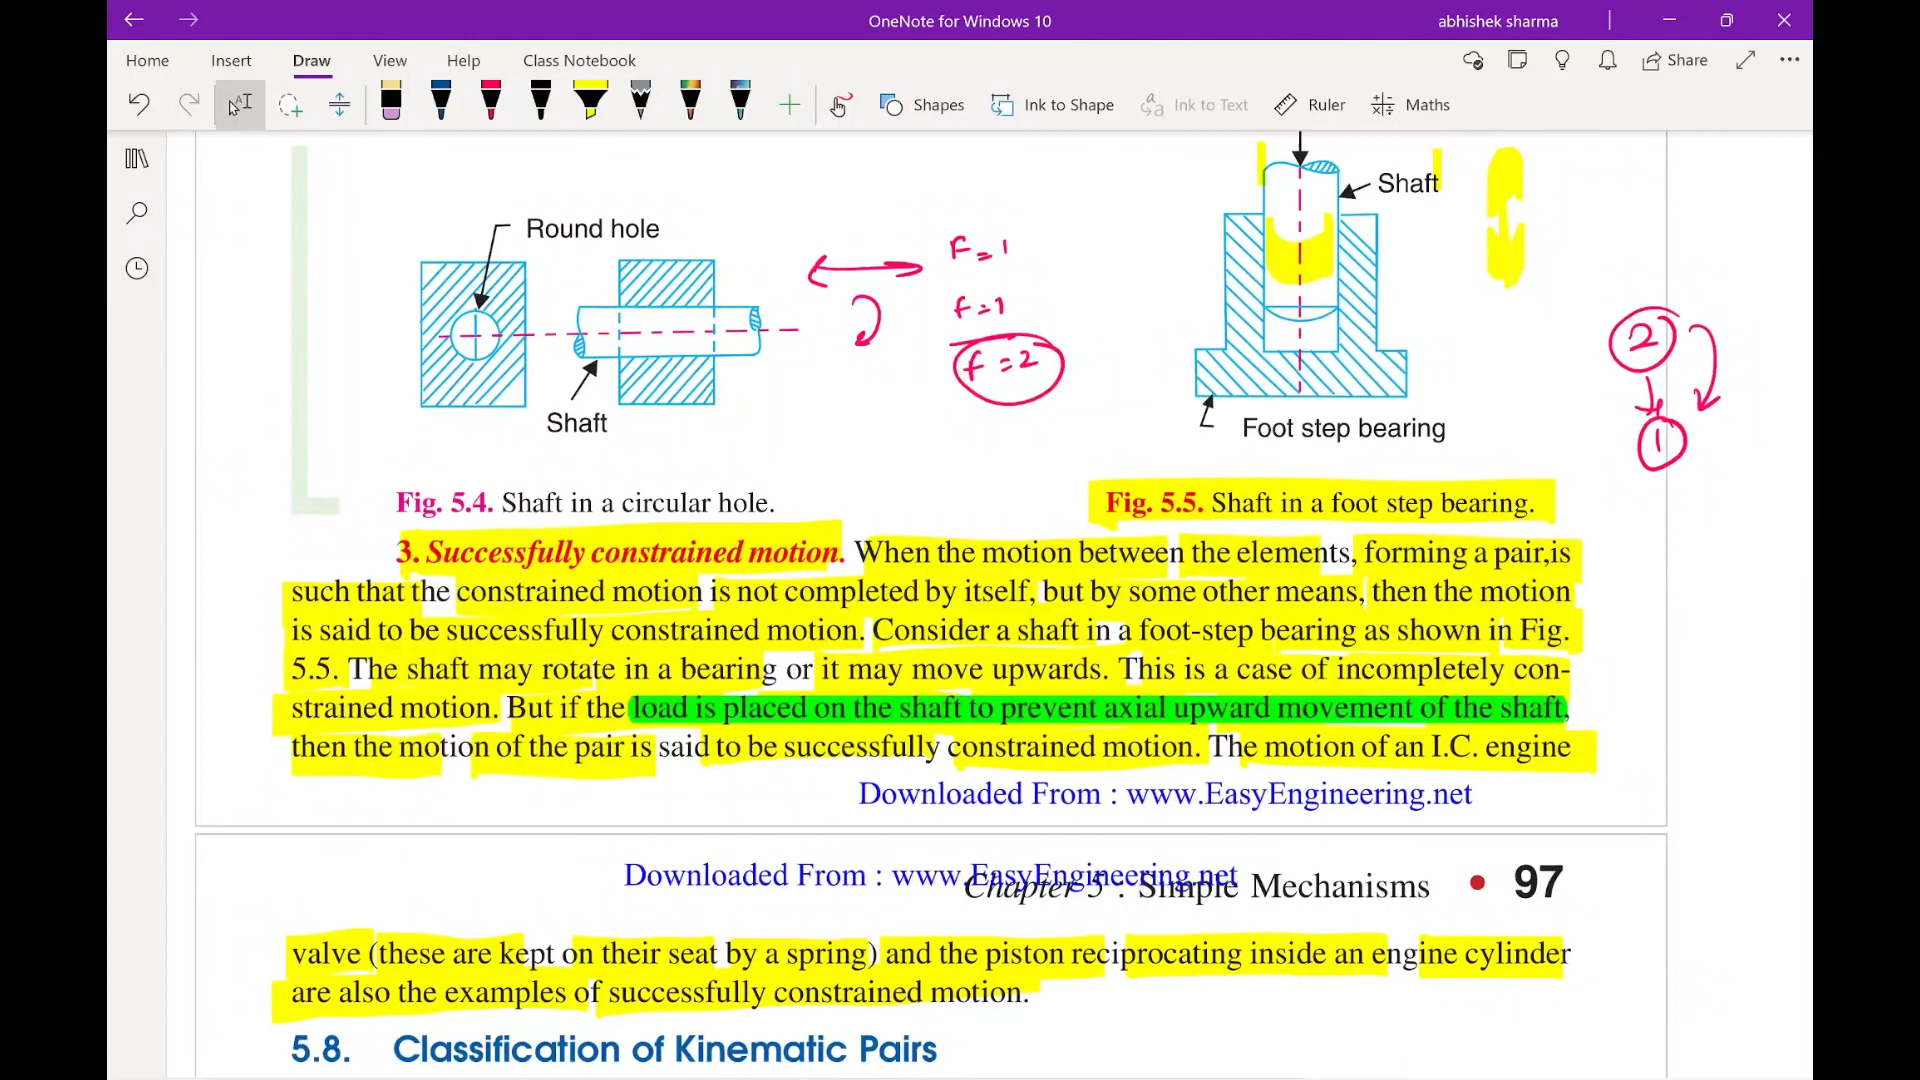 OneNote for Windows 10
abhishek sharma
Home Insert Draw View Help Class Notebook
Share
Shapes Ink to Shape Ink to Text Ruler Maths
Round hole
Shaft
F = 1
f = 1
f = 2
Shaft
Foot step bearing
2
1
Fig. 5.4. Shaft in a circular hole.
Fig. 5.5. Shaft in a foot step bearing.
3. Successfully constrained motion. When the motion between the elements, forming a pair,is
such that the constrained motion is not completed by itself, but by some other means, then the motion
is said to be successfully constrained motion. Consider a shaft in a foot-step bearing as shown in Fig.
5.5. The shaft may rotate in a bearing or it may move upwards. This is a case of incompletely con-
strained motion. But if the load is placed on the shaft to prevent axial upward movement of the shaft,
then the motion of the pair is said to be successfully constrained motion. The motion of an I.C. engine
Downloaded From : www.EasyEngineering.net
Downloaded From : www.EasyEngineering.net
Chapter 5 : Simple Mechanisms • 97
valve (these are kept on their seat by a spring) and the piston reciprocating inside an engine cylinder
are also the examples of successfully constrained motion.
5.8. Classification of Kinematic Pairs